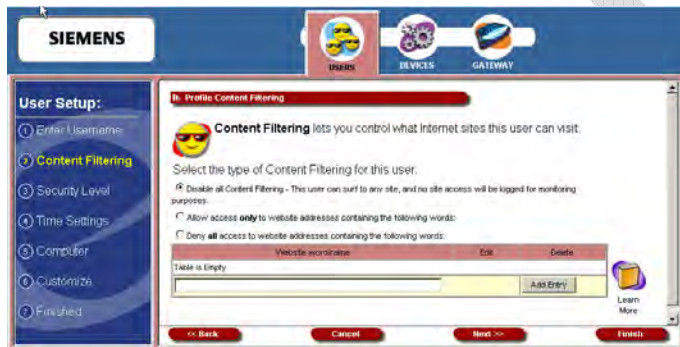 SIEMENS
USERS
DEVICES
GATEWAY
User Setup:
1 Enter Username
2 Content Filtering
3 Security Level
4 Time Settings
5 Computer
6 Customize
7 Finished
b. Profile Content Filtering
Content Filtering lets you control what Internet sites this user can visit.
Select the type of Content Filtering for this user.
Disable all Content Filtering - This user can surf to any site, and no site access will be logged for monitoring
purposes.
Allow access only to website addresses containing the following words:
Deny all access to website addresses containing the following words:
Website word/name Edit Delete
Table is Empty
Add Entry
Learn
More
<< Back
Cancel
Next >>
Finish